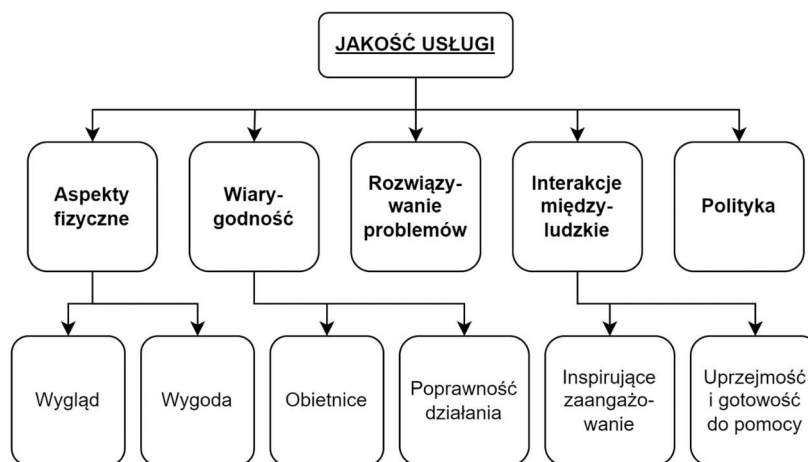 JAKOŚĆ USŁUGI
Aspekty
fizyczne
Wiary-
godność
Rozwiązy-
wanie
problemów
Interakcje
między-
ludzkie
Polityka
Wygląd
Wygoda
Obietnice
Poprawność
działania
Inspirujące
zaangażo-
wanie
Uprzejmość
i gotowość
do pomocy